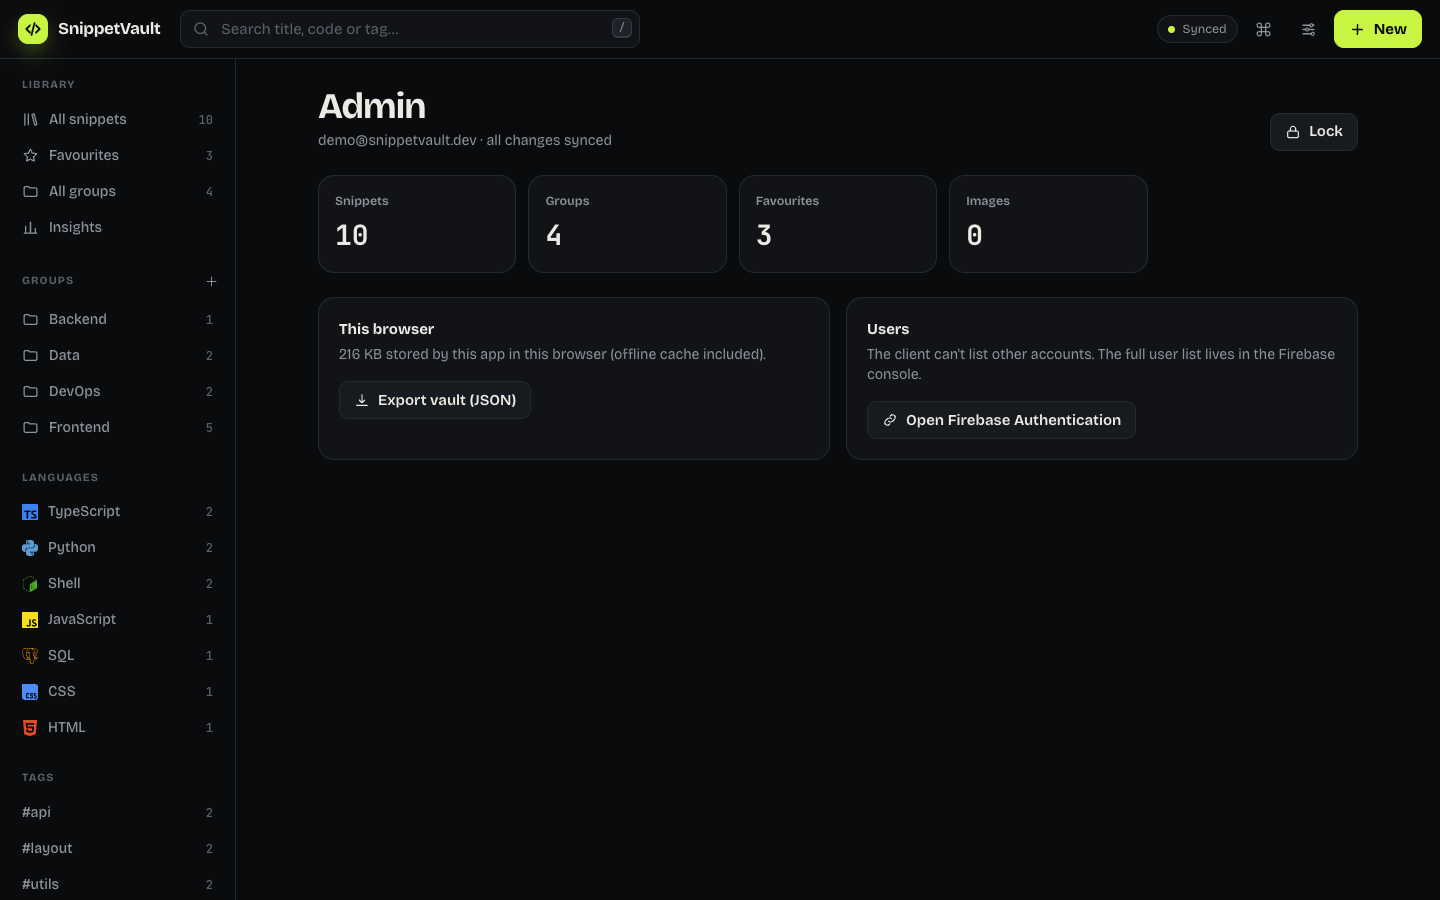 SnippetVault
Search title, code or tag...
/
Synced
New
LIBRARY
All snippets 10
Favourites 3
All groups 4
Insights
GROUPS
Backend 1
Data 2
DevOps 2
Frontend 5
LANGUAGES
TypeScript 2
Python 2
Shell 2
JavaScript 1
SQL 1
CSS 1
HTML 1
TAGS
#api 2
#layout 2
#utils 2
Admin
demo@snippetvault.dev · all changes synced
Lock
Snippets
10
Groups
4
Favourites
3
Images
0
This browser
216 KB stored by this app in this browser (offline cache included).
Export vault (JSON)
Users
The client can't list other accounts. The full user list lives in the Firebase
console.
Open Firebase Authentication